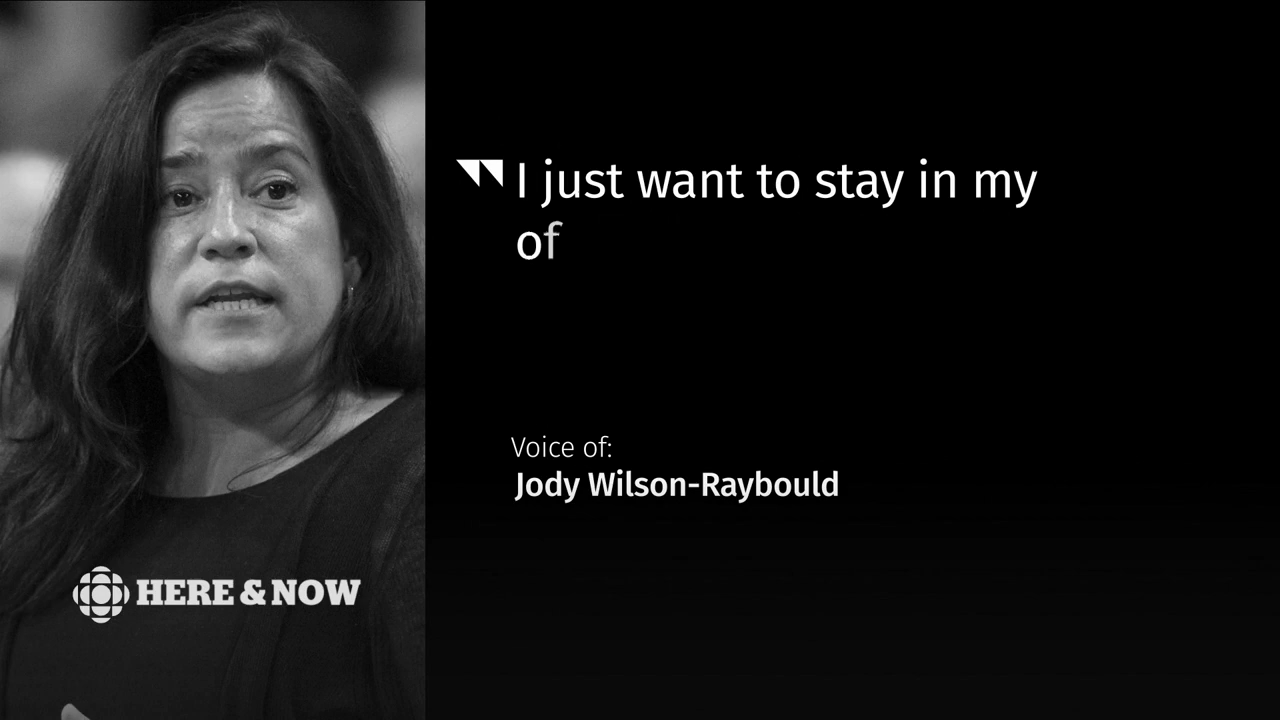 I just want to stay in my
of
Voice of:
Jody Wilson-Raybould
HERE & NOW